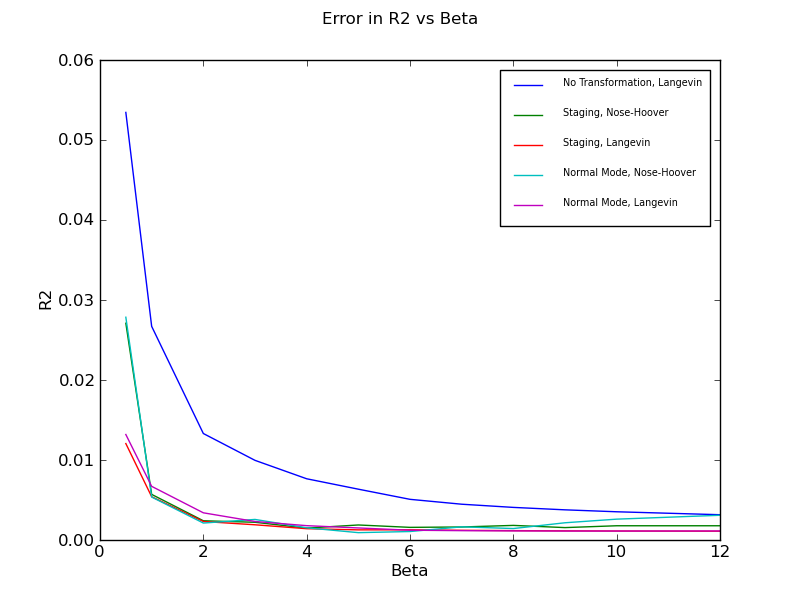 Error in R2 vs Beta
0.06
0.05
0.04
0.03
0.02
0.01
0.00
R2
No Transformation, Langevin
Staging, Nose-Hoover
Staging, Langevin
Normal Mode, Nose-Hoover
Normal Mode, Langevin
0 2 4 6 8 10 12
Beta